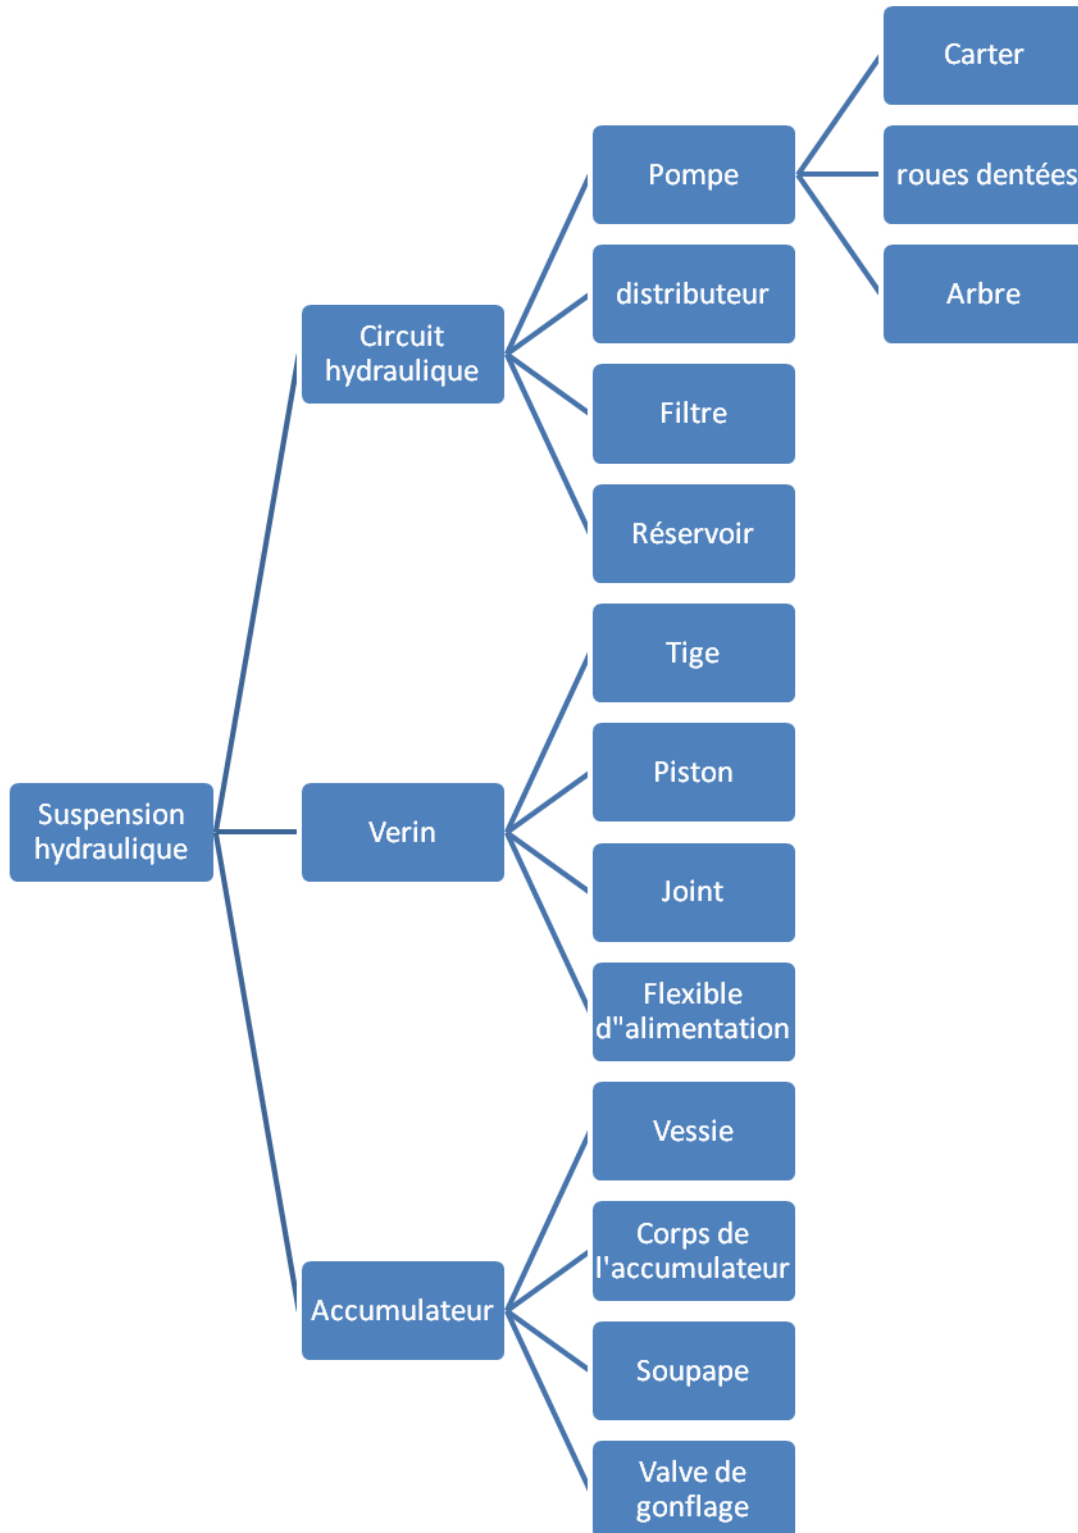 Carter
Pompe
roues dentées
Arbre
distributeur
Circuit
hydraulique
Filtre
Réservoir
Tige
Piston
Suspension
hydraulique
Verin
Joint
Flexible
d"alimentation
Vessie
Corps de
l'accumulateur
Accumulateur
Soupape
Valve de
gonflage